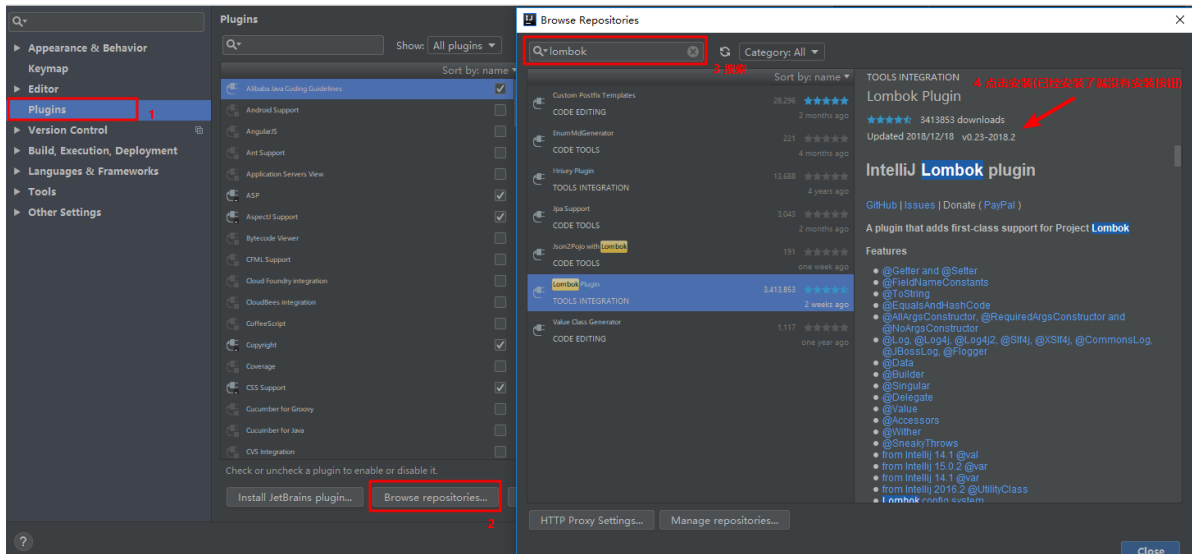 Plugins
Appearance & Behavior
Keymap
Editor
Plugins
1
Version Control
Build, Execution, Deployment
Languages & Frameworks
Tools
Other Settings
?
Show: All plugins
Sort by: name
Alibaba Java Coding Guidelines
Android Support
AngularJS
Ant Support
Application Servers View
ASP
AspectJ Support
Bytecode Viewer
CFML Support
Cloud Foundry integration
CloudBees integration
CoffeeScript
Copyright
Coverage
CSS Support
Cucumber for Groovy
Cucumber for Java
CVS Integration
Check or uncheck a plugin to enable or disable it.
Install JetBrains plugin...
Browse repositories...
2
Browse Repositories
lombok
Category: All
3 搜索
Sort by: name
Custom Postfix Templates
28.296
CODE EDITING
2 months ago
EnumMdGenerator
221
CODE TOOLS
4 months ago
Hrisey Plugin
13.688
TOOLS INTEGRATION
4 years ago
Jpa Support
3.043
CODE TOOLS
2 months ago
Json2Pojo with Lombok
191
CODE TOOLS
one week ago
Lombok Plugin
3,413.853
TOOLS INTEGRATION
2 weeks ago
Value Class Generator
1.117
CODE EDITING
one year ago
TOOLS INTEGRATION
4 点击安装(已经安装了就没有安装按钮)
Lombok Plugin
3413853 downloads
Updated 2018/12/18 v0.23-2018.2
IntelliJ Lombok plugin
GitHub | Issues | Donate ( PayPal )
A plugin that adds first-class support for Project Lombok
Features
@Getter and @Setter
@FieldNameConstants
@ToString
@EqualsAndHashCode
@AllArgsConstructor, @RequiredArgsConstructor and
@NoArgsConstructor
@Log, @Log4j, @Log4j2, @Slf4j, @XSlf4j, @CommonsLog,
@JBossLog, @Flogger
@Data
@Builder
@Singular
@Delegate
@Value
@Accessors
@Wither
@SneakyThrows
from Intellij 14.1 @val
from Intellij 15.0.2 @var
from Intellij 14.1 @var
from Intellij 2016.2 @UtilityClass
Lombok config system
HTTP Proxy Settings...
Manage repositories...
Close